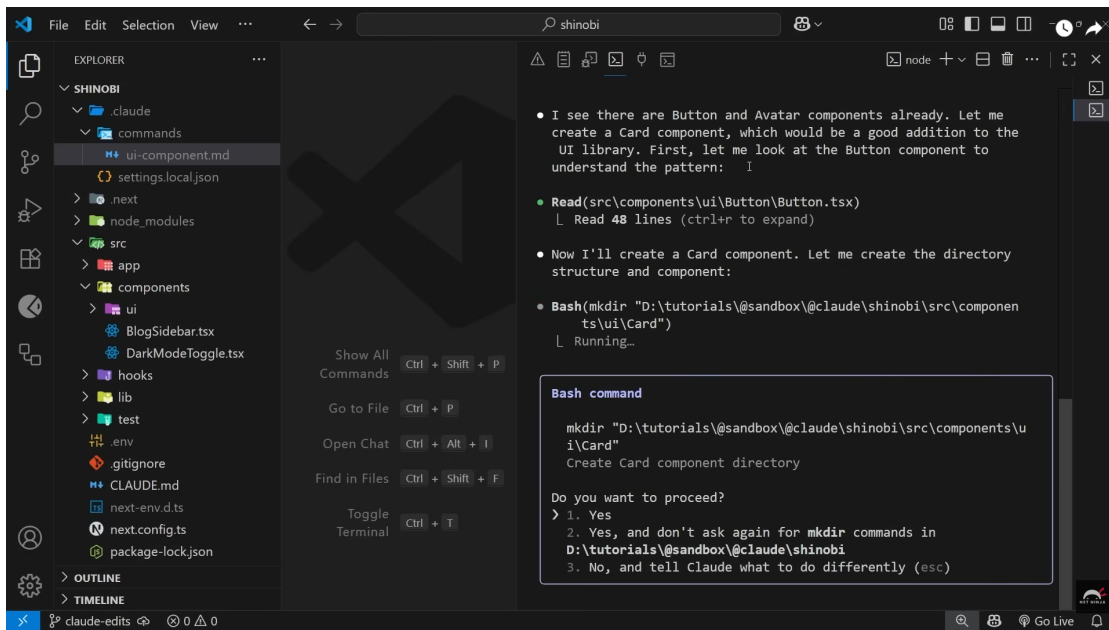 File Edit Selection View ···
shinobi
EXPLORER ···
SHINOBI
.claude
commands
ui-component.md
settings.local.json
.next
node_modules
src
app
components
ui
BlogSidebar.tsx
DarkModeToggle.tsx
hooks
lib
test
.env
.gitignore
CLAUDE.md
next-env.d.ts
next.config.ts
package-lock.json
OUTLINE
TIMELINE
Show All Commands Ctrl + Shift + P
Go to File Ctrl + P
Open Chat Ctrl + Alt + I
Find in Files Ctrl + Shift + F
Toggle Terminal Ctrl + T
node
● I see there are Button and Avatar components already. Let me
create a Card component, which would be a good addition to the
UI library. First, let me look at the Button component to
understand the pattern:
● Read(src\components\ui\Button\Button.tsx)
⎿ Read 48 lines (ctrl+r to expand)
● Now I'll create a Card component. Let me create the directory
structure and component:
● Bash(mkdir "D:\tutorials\@sandbox\@claude\shinobi\src\componen
ts\ui\Card")
⎿ Running…
Bash command
mkdir "D:\tutorials\@sandbox\@claude\shinobi\src\components\u
i\Card"
Create Card component directory
Do you want to proceed?
❯ 1. Yes
2. Yes, and don't ask again for mkdir commands in
D:\tutorials\@sandbox\@claude\shinobi
3. No, and tell Claude what to do differently (esc)
NET NINJA
claude-edits 0 0 Go Live